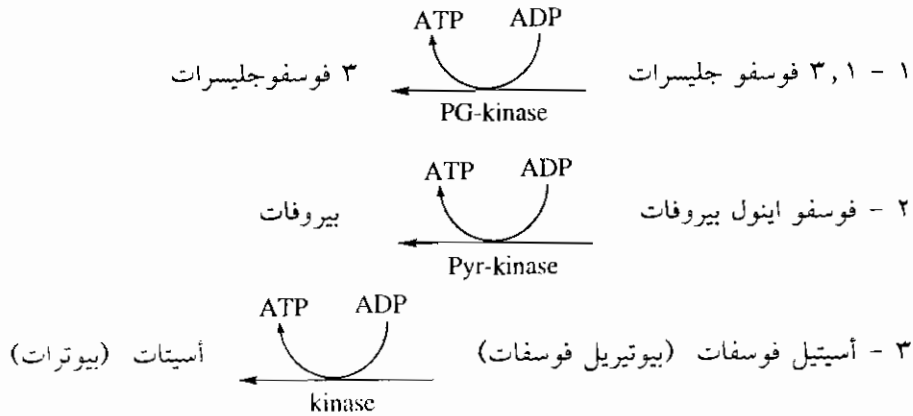 ATP ADP
١ - ٣,١ فوسفو جليسرات ٣ فوسفوجليسرات
PG-kinase
ATP ADP
٢ - فوسفو اينول بيروفات بيروفات
Pyr-kinase
ATP ADP
٣ - أسيتيل فوسفات (بيوتيريل فوسفات) أسيتات (بيوترات)
kinase